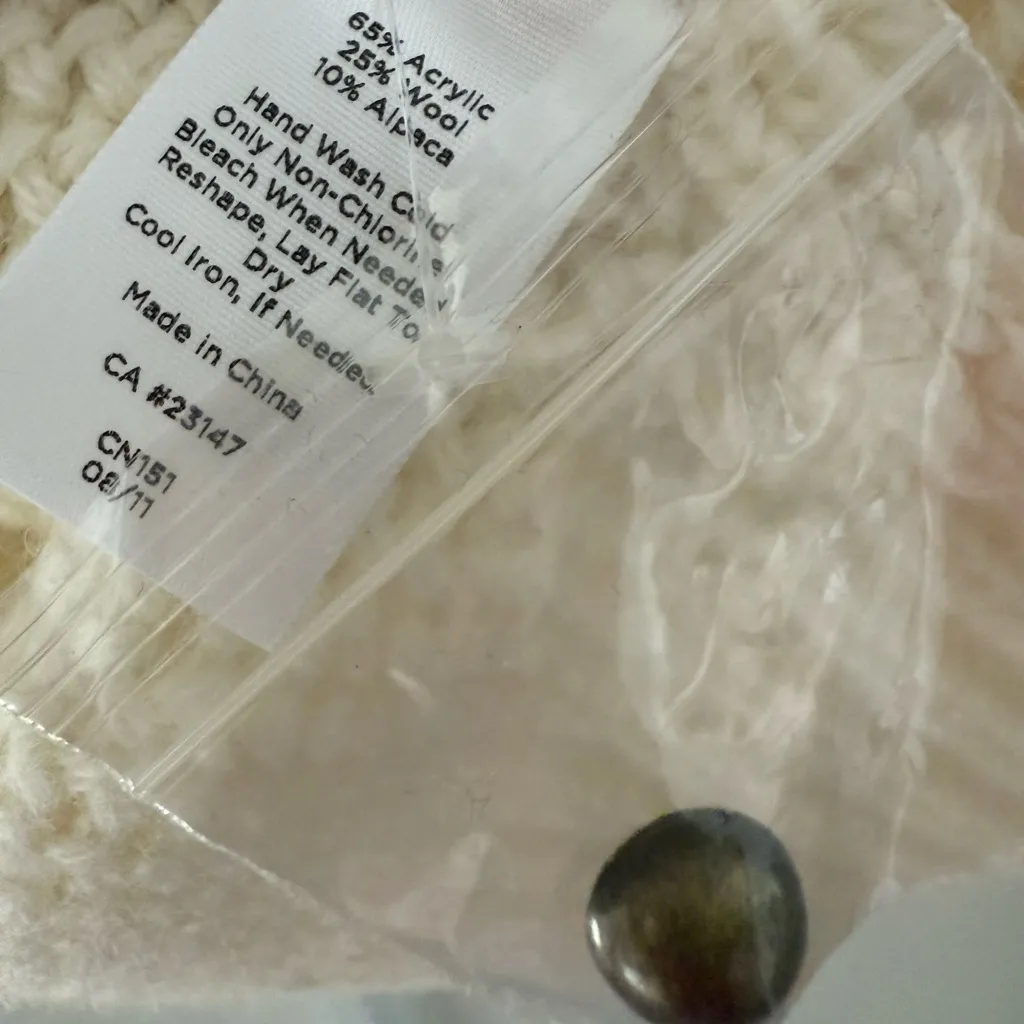 65% Acrylic
25% Wool
10% Alpaca
Hand Wash Cold
Only Non-Chlorine
Bleach When Needed
Reshape, Lay Flat To
Dry
Cool Iron, If Needed
Made in China
CA #23147
CN151
08/11